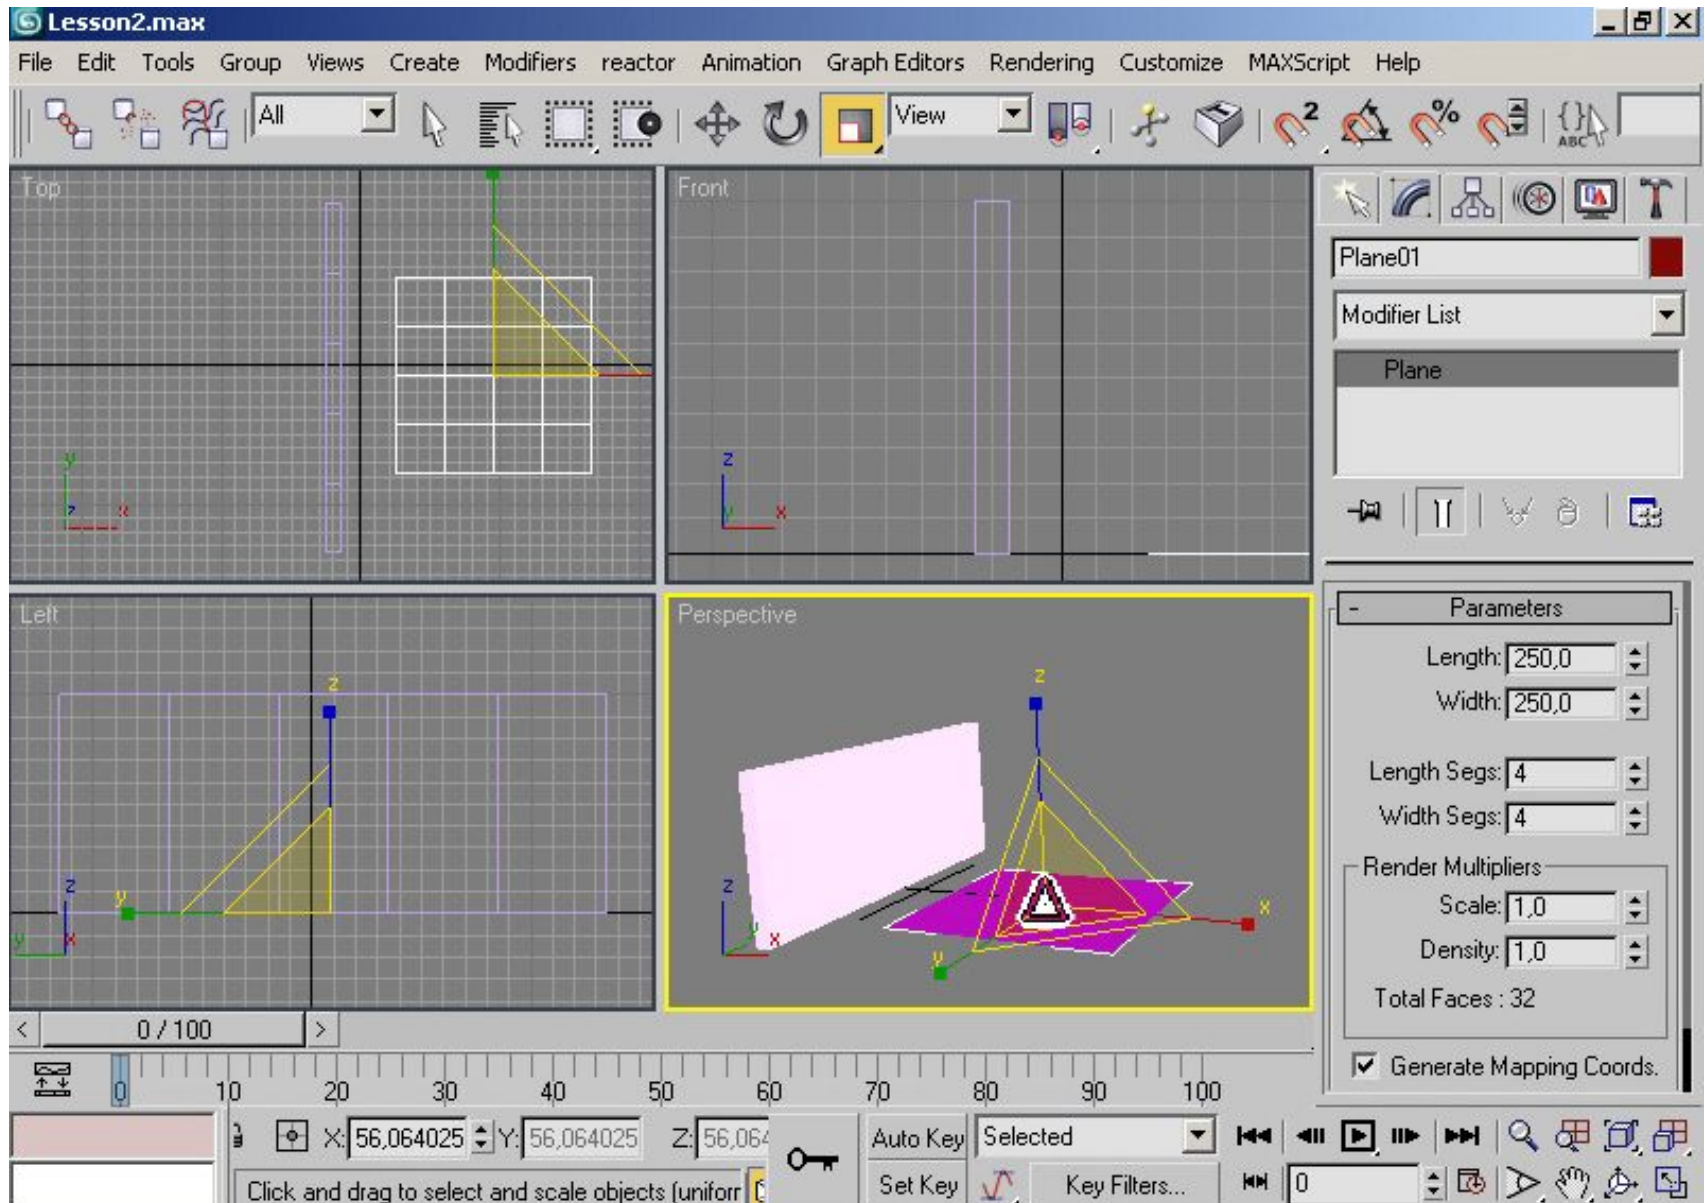 Lesson2.max
File Edit Tools Group Views Create Modifiers reactor Animation Graph Editors Rendering Customize MAXScript Help
All View 2 % {} ABC
Top
Front
y
z x
z
y x
Plane01
Modifier List
Plane
Left
z
y
z
y x
Perspective
z
x
y
z
y x
- Parameters
Length: 250,0
Width: 250,0
Length Segs: 4
Width Segs: 4
Render Multipliers
Scale: 1,0
Density: 1,0
Total Faces : 32
Generate Mapping Coords.
< 0 / 100 >
0 10 20 30 40 50 60 70 80 90 100
X: 56,064025 Y: 56,064025 Z: 56,064
Auto Key Selected
Click and drag to select and scale objects (uniforr
Set Key Key Filters... 0